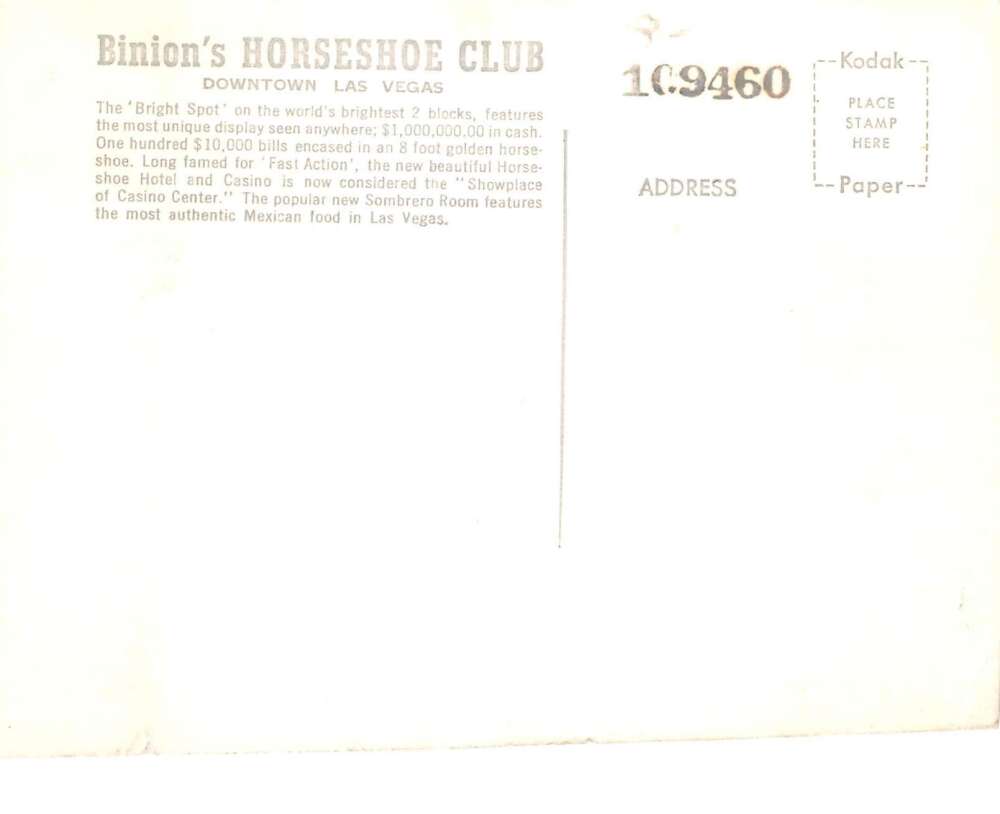 Binion's HORSESHOE CLUB
DOWNTOWN LAS VEGAS
The 'Bright Spot' on the world's brightest 2 blocks, features
the most unique display seen anywhere; $1,000,000.00 in cash.
One hundred $10,000 bills encased in an 8 foot golden horse-
shoe. Long famed for 'Fast Action', the new beautiful Horse-
shoe Hotel and Casino is now considered the "Showplace
of Casino Center." The popular new Sombrero Room features
the most authentic Mexican food in Las Vegas.
109460
Kodak
PLACE
STAMP
HERE
Paper
ADDRESS